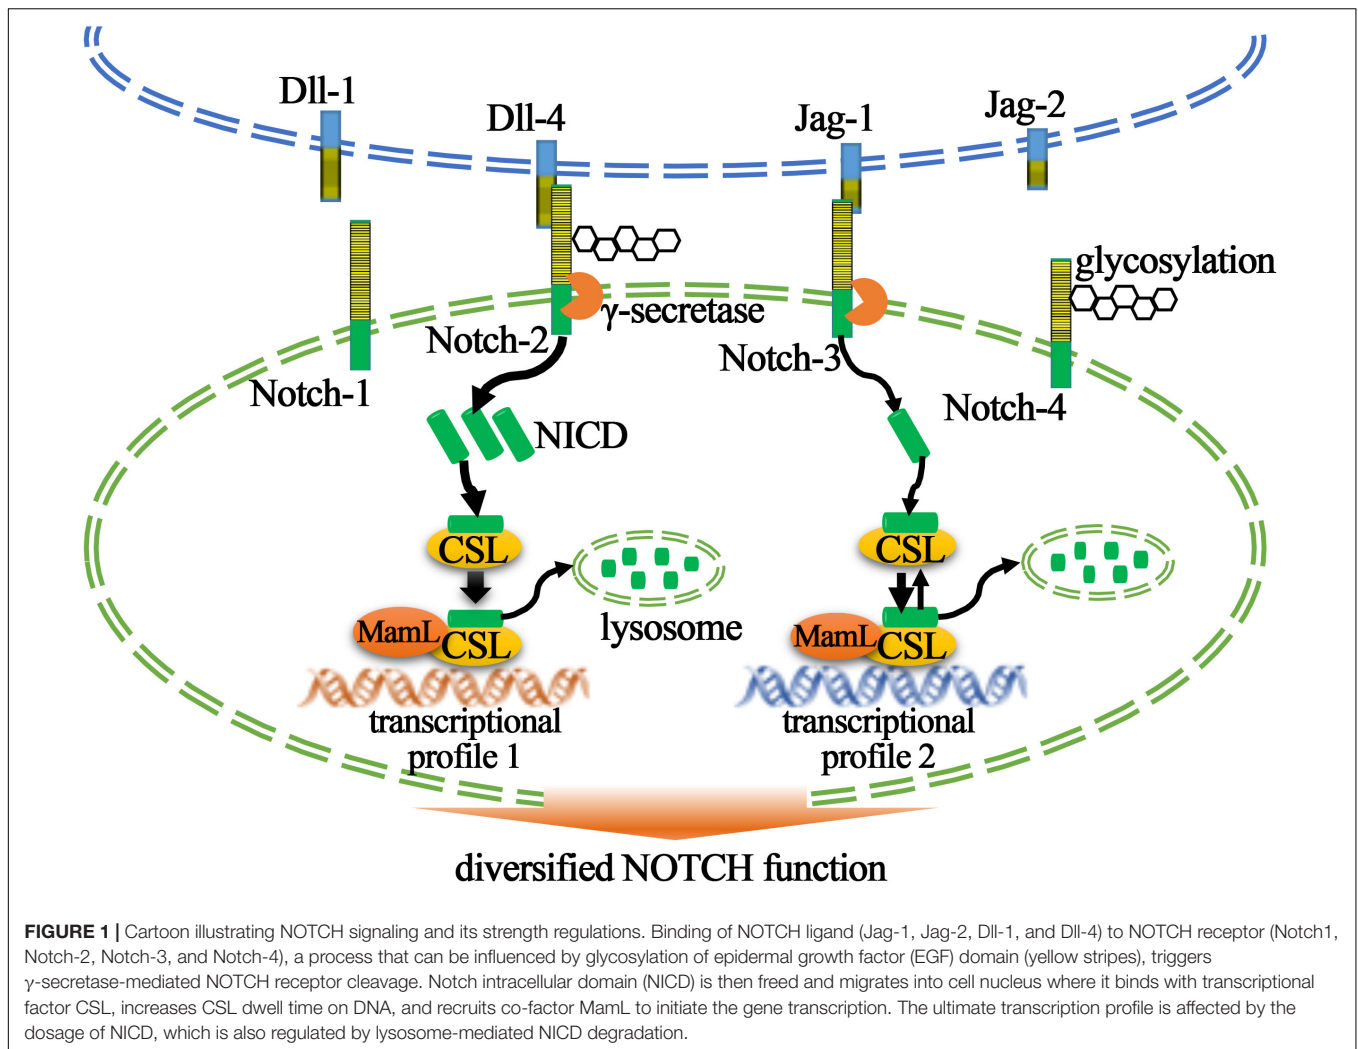 Dll-1
Dll-4
Jag-1
Jag-2
glycosylation
γ-secretase
Notch-2
Notch-3
Notch-1
Notch-4
NICD
CSL
CSL
lysosome
MamL
CSL
MamL
CSL
transcriptional
profile 1
transcriptional
profile 2
diversified NOTCH function
FIGURE 1 | Cartoon illustrating NOTCH signaling and its strength regulations. Binding of NOTCH ligand (Jag-1, Jag-2, Dll-1, and Dll-4) to NOTCH receptor (Notch1,
Notch-2, Notch-3, and Notch-4), a process that can be influenced by glycosylation of epidermal growth factor (EGF) domain (yellow stripes), triggers
γ-secretase-mediated NOTCH receptor cleavage. Notch intracellular domain (NICD) is then freed and migrates into cell nucleus where it binds with transcriptional
factor CSL, increases CSL dwell time on DNA, and recruits co-factor MamL to initiate the gene transcription. The ultimate transcription profile is affected by the
dosage of NICD, which is also regulated by lysosome-mediated NICD degradation.